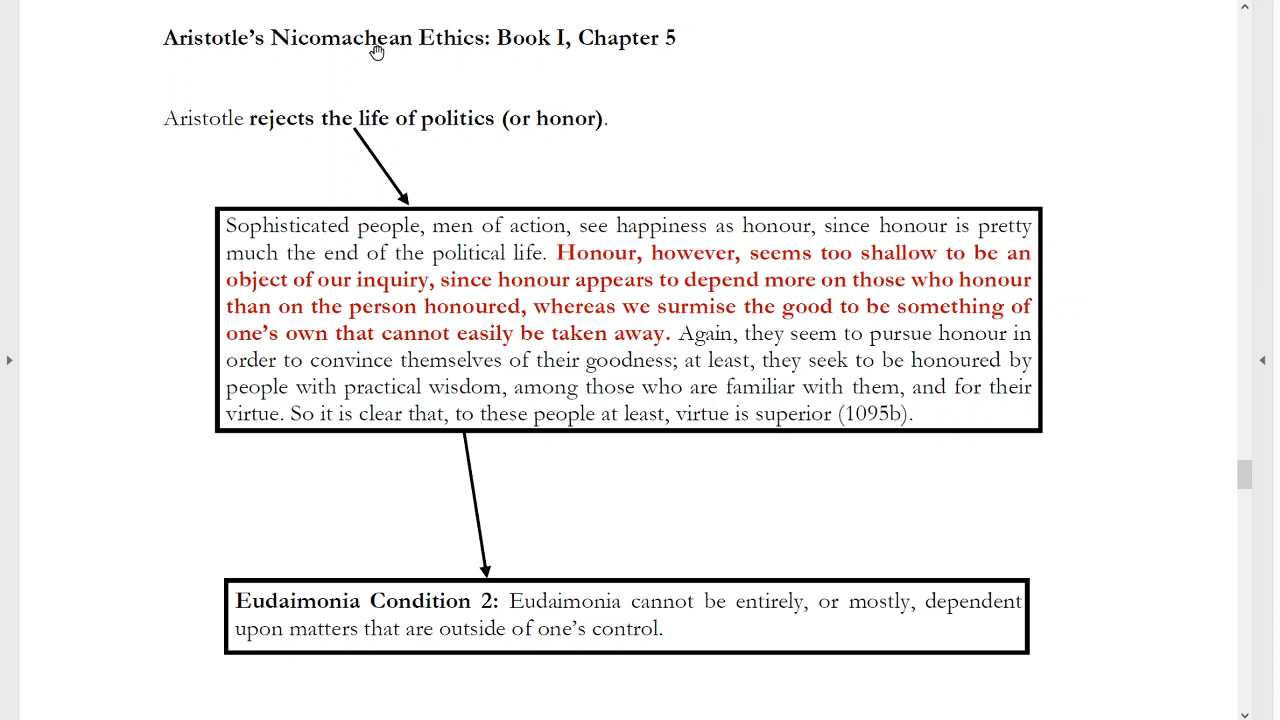 Aristotle's Nicomachean Ethics: Book I, Chapter 5
Aristotle rejects the life of politics (or honor).
Sophisticated people, men of action, see happiness as honour, since honour is pretty
much the end of the political life. Honour, however, seems too shallow to be an
object of our inquiry, since honour appears to depend more on those who honour
than on the person honoured, whereas we surmise the good to be something of
one's own that cannot easily be taken away. Again, they seem to pursue honour in
order to convince themselves of their goodness; at least, they seek to be honoured by
people with practical wisdom, among those who are familiar with them, and for their
virtue. So it is clear that, to these people at least, virtue is superior (1095b).
Eudaimonia Condition 2: Eudaimonia cannot be entirely, or mostly, dependent
upon matters that are outside of one's control.